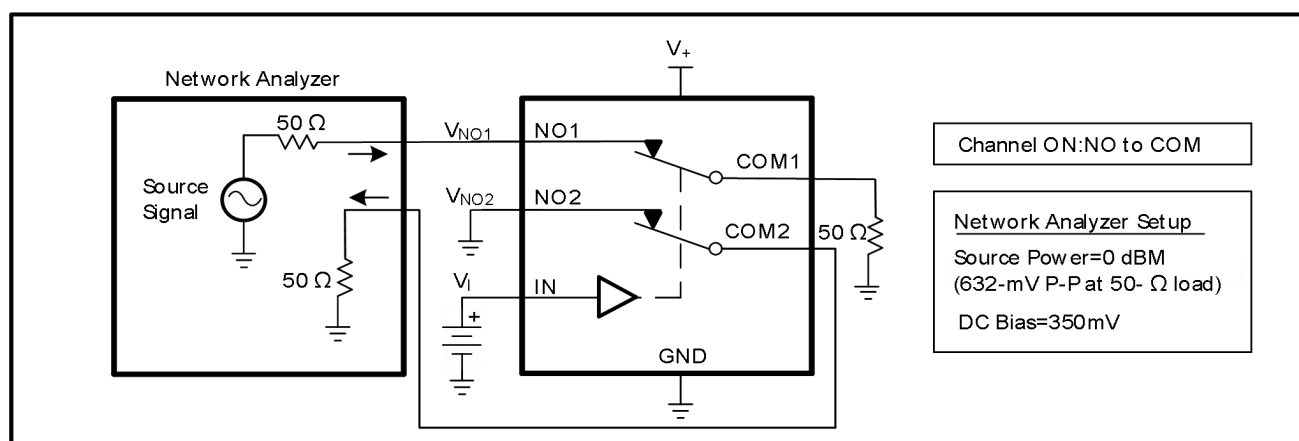 V+
Network Analyzer
50 Ω
VNO1
NO1
Channel ON:NO to COM
COM1
Source
Signal
VNO2
NO2
COM2
50 Ω
Network Analyzer Setup
Source Power=0 dBM
(632-mV P-P at 50- Ω load)
DC Bias=350mV
50 Ω
VI
IN
+
GND